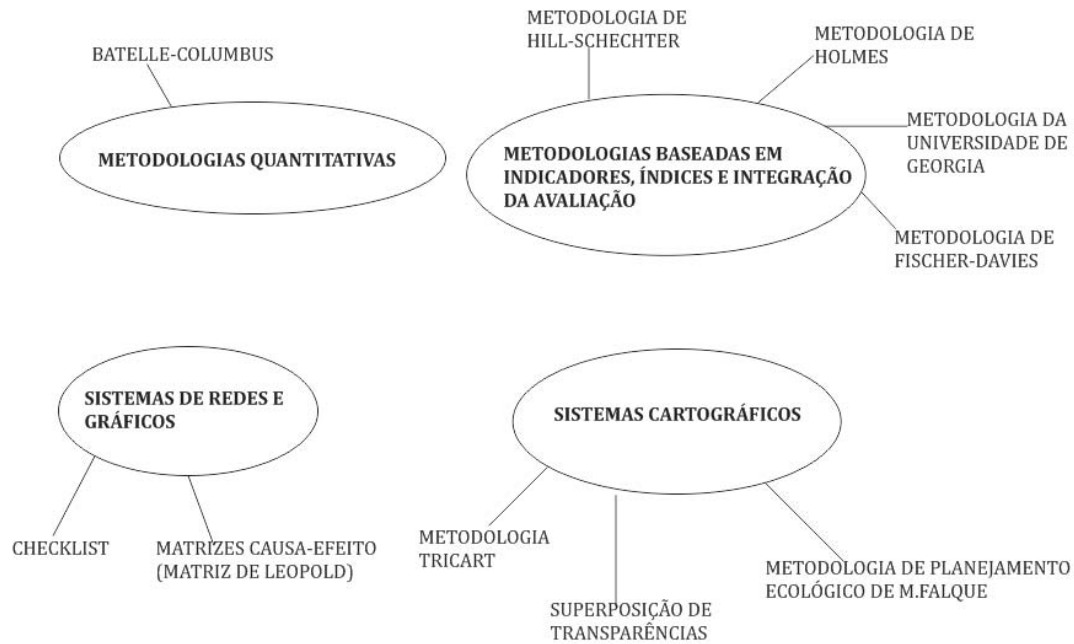 BATELLE-COLUMBUS
METODOLOGIAS QUANTITATIVAS
METODOLOGIA DE
HILL-SCHECHTER
METODOLOGIA DE
HOLMES
METODOLOGIA DA
UNIVERSIDADE DE
GEORGIA
METODOLOGIAS BASEADAS EM
INDICADORES, ÍNDICES E INTEGRAÇÃO
DA AVALIAÇÃO
METODOLOGIA DE
FISCHER-DAVIES
SISTEMAS DE REDES E
GRÁFICOS
CHECKLIST
MATRIZES CAUSA-EFEITO
(MATRIZ DE LEOPOLD)
SISTEMAS CARTOGRÁFICOS
METODOLOGIA
TRICART
SUPERPOSIÇÃO DE
TRANSPARÊNCIAS
METODOLOGIA DE PLANEJAMENTO
ECOLÓGICO DE M.FALQUE